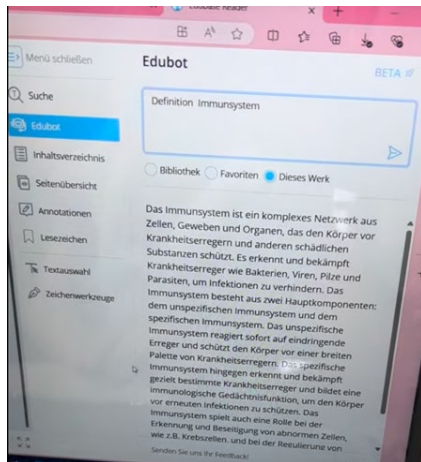 Edubase Reader
Menü schließen
Suche
Edubot
Inhaltsverzeichnis
Seitenübersicht
Annotationen
Lesezeichen
Textauswahl
Zeichenwerkzeuge
Edubot
BETA
Definition Immunsystem
Bibliothek Favoriten Dieses Werk
Das Immunsystem ist ein komplexes Netzwerk aus
Zellen, Geweben und Organen, das den Körper vor
Krankheitserregern und anderen schädlichen
Substanzen schützt. Es erkennt und bekämpft
Krankheitserreger wie Bakterien, Viren, Pilze und
Parasiten, um Infektionen zu verhindern. Das
Immunsystem besteht aus zwei Hauptkomponenten:
dem unspezifischen Immunsystem und dem
spezifischen Immunsystem. Das unspezifische
Immunsystem reagiert sofort auf eindringende
Erreger und schützt den Körper vor einer breiten
Palette von Krankheitserregern. Das spezifische
Immunsystem hingegen erkennt und bekämpft
gezielt bestimmte Krankheitserreger und bildet eine
immunologische Gedächtnisfunktion, um den Körper
vor erneuten Infektionen zu schützen. Das
Immunsystem spielt auch eine Rolle bei der
Erkennung und Beseitigung von abnormen Zellen,
wie z.B. Krebszellen, und bei der Regulierung von
Senden Sie uns Ihr Feedback!